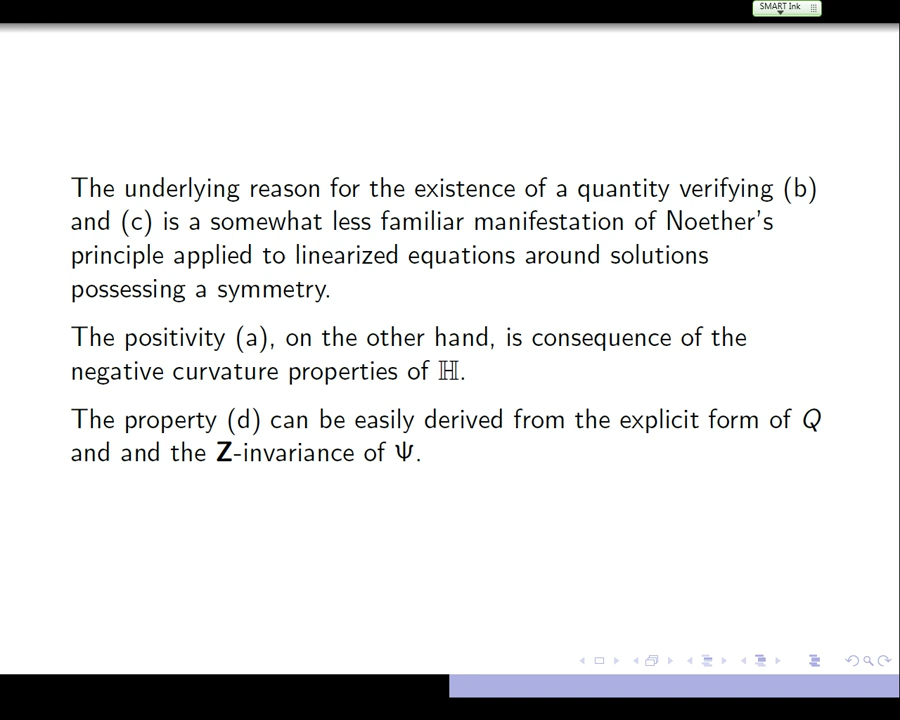 SMART Ink
The underlying reason for the existence of a quantity verifying (b)
and (c) is a somewhat less familiar manifestation of Noether's
principle applied to linearized equations around solutions
possessing a symmetry.
The positivity (a), on the other hand, is consequence of the
negative curvature properties of ℍ.
The property (d) can be easily derived from the explicit form of Q
and and the Z-invariance of Ψ.